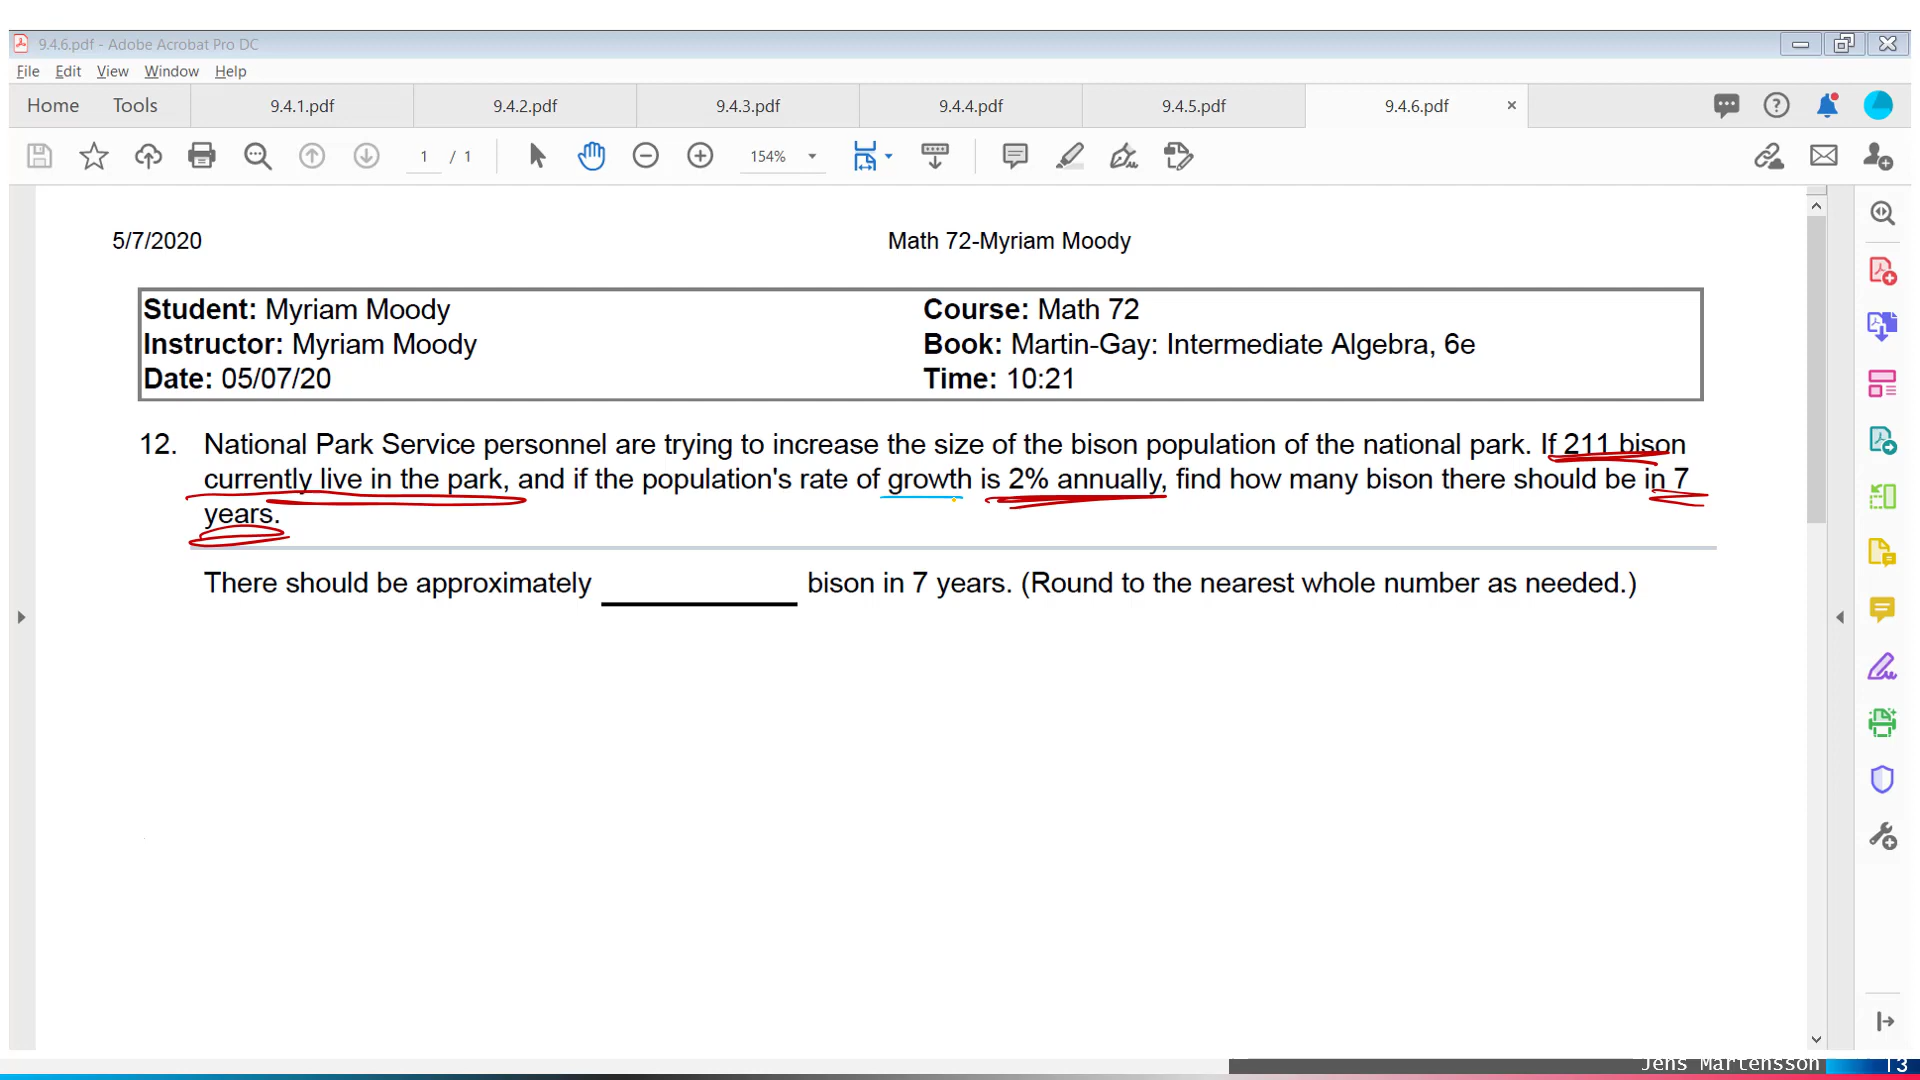 9.4.6.pdf - Adobe Acrobat Pro DC
File Edit View Window Help
Home Tools 9.4.1.pdf 9.4.2.pdf 9.4.3.pdf 9.4.4.pdf 9.4.5.pdf 9.4.6.pdf
1 / 1 154%
5/7/2020 Math 72-Myriam Moody
Student: Myriam Moody Course: Math 72
Instructor: Myriam Moody Book: Martin-Gay: Intermediate Algebra, 6e
Date: 05/07/20 Time: 10:21
12. National Park Service personnel are trying to increase the size of the bison population of the national park. If 211 bison
currently live in the park, and if the population's rate of growth is 2% annually, find how many bison there should be in 7
years.
There should be approximately bison in 7 years. (Round to the nearest whole number as needed.)
Jens Martensson 13